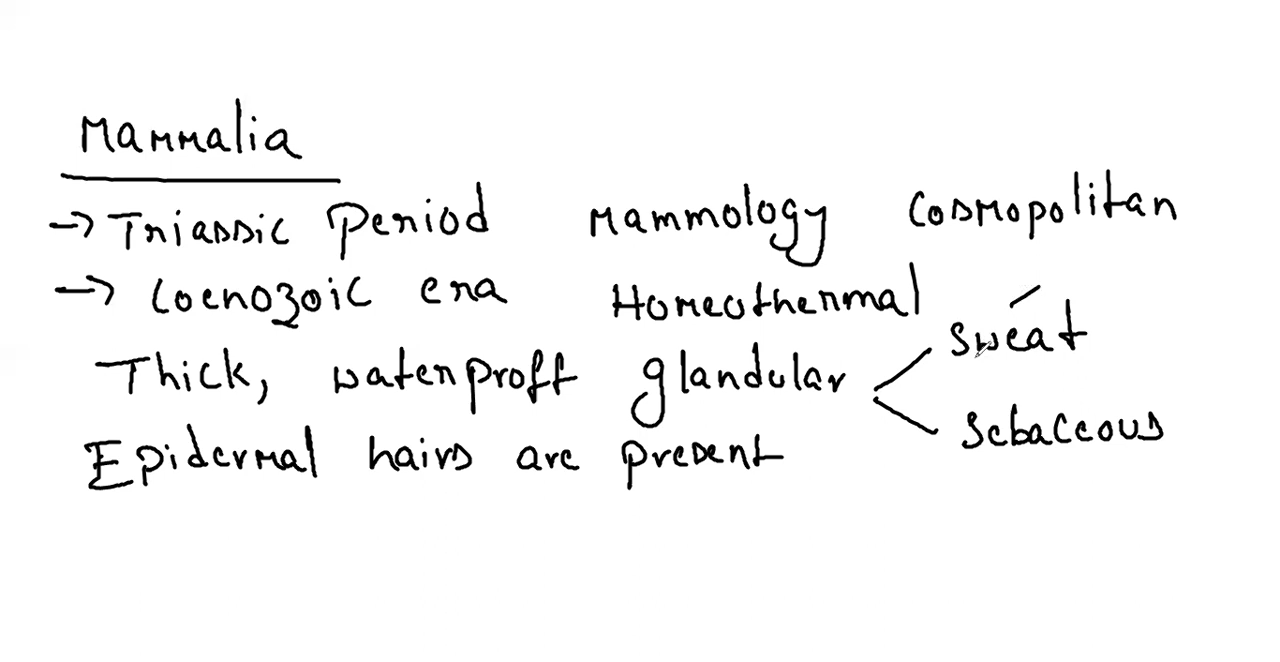 Mammalia
→ Triassic Period Mammology Cosmopolitan
→ Coenozoic era Homeothermal
Thick, waterproff glandular < Sweat
Sebaceous
Epidermal hairs are present